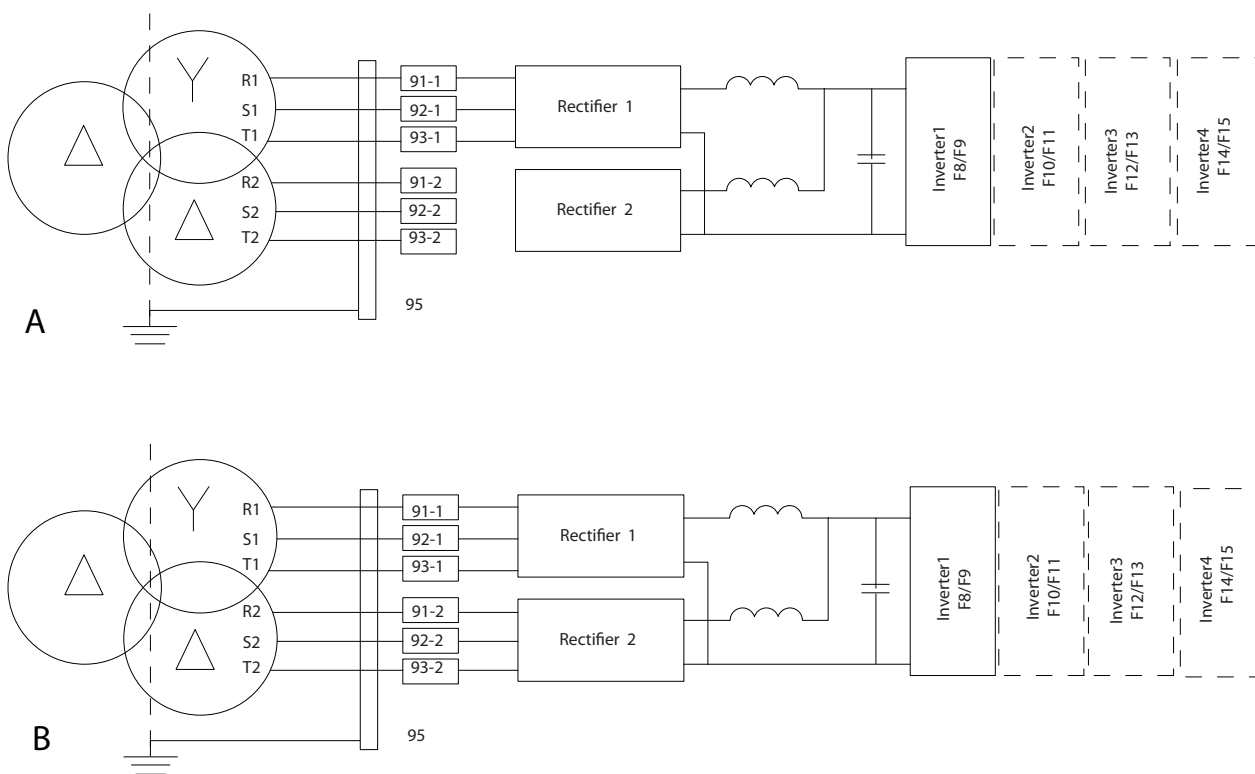 R1
S1
T1
R2
S2
T2
91-1
92-1
93-1
91-2
92-2
93-2
95
Rectifier 1
Rectifier 2
Inverter1
F8/F9
Inverter2
F10/F11
Inverter3
F12/F13
Inverter4
F14/F15
A
R1
S1
T1
R2
S2
T2
91-1
92-1
93-1
91-2
92-2
93-2
95
Rectifier 1
Rectifier 2
Inverter1
F8/F9
Inverter2
F10/F11
Inverter3
F12/F13
Inverter4
F14/F15
B